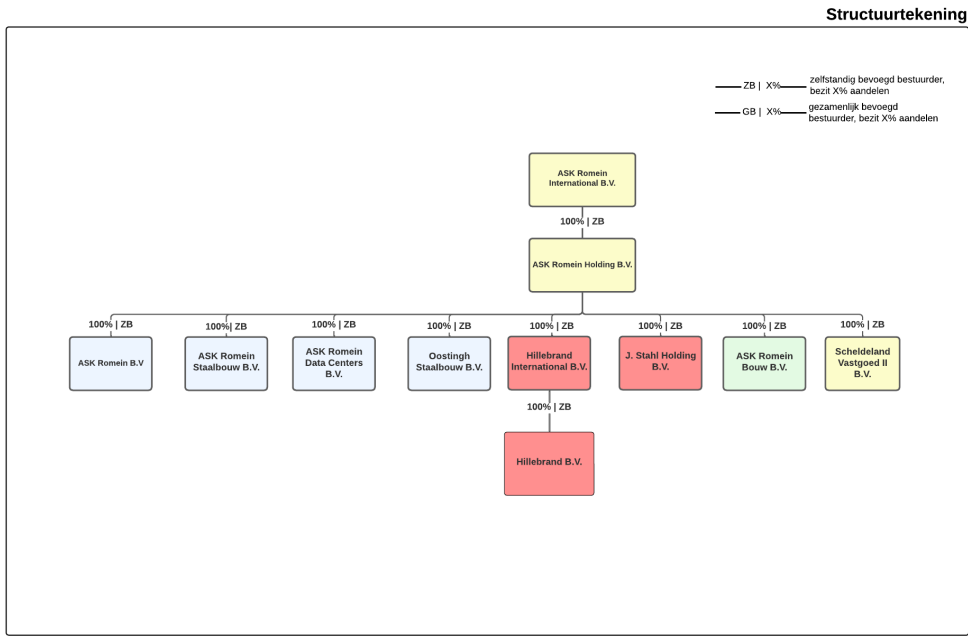 Structuurtekening
ZB | X%
zelfstandig bevoegd bestuurder,
bezit X% aandelen
GB | X%
gezamenlijk bevoegd
bestuurder, bezit X% aandelen
ASK Romein
International B.V.
100% | ZB
ASK Romein Holding B.V.
100%| ZB
100%| ZB
100% | ZB
100% | ZB
100% | ZB
100% | ZB
100% | ZB
100% | ZB
ASK Romein B.V
ASK Romein
Staalbouw B.V.
ASK Romein
Data Centers
B.V.
Oostingh
Staalbouw B.V.
Hillebrand
International B.V.
J. Stahl Holding
B.V.
ASK Romein
Bouw B.V.
Scheldeland
Vastgoed II
B.V.
100% | ZB
Hillebrand B.V.